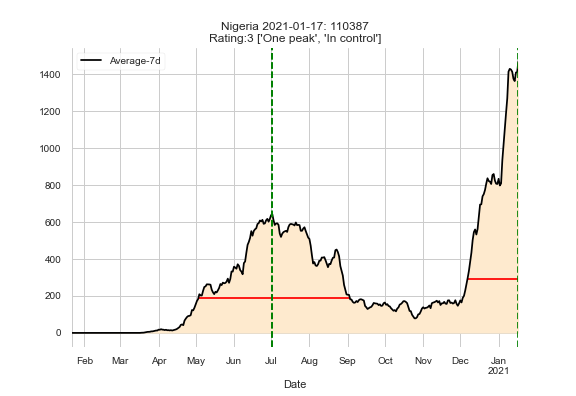 Nigeria 2021-01-17: 110387
Rating:3 ['One peak', 'In control']
Average-7d
1400
1200
1000
800
600
400
200
0
Feb Mar Apr May Jun Jul Aug Sep Oct Nov Dec Jan
2021
Date